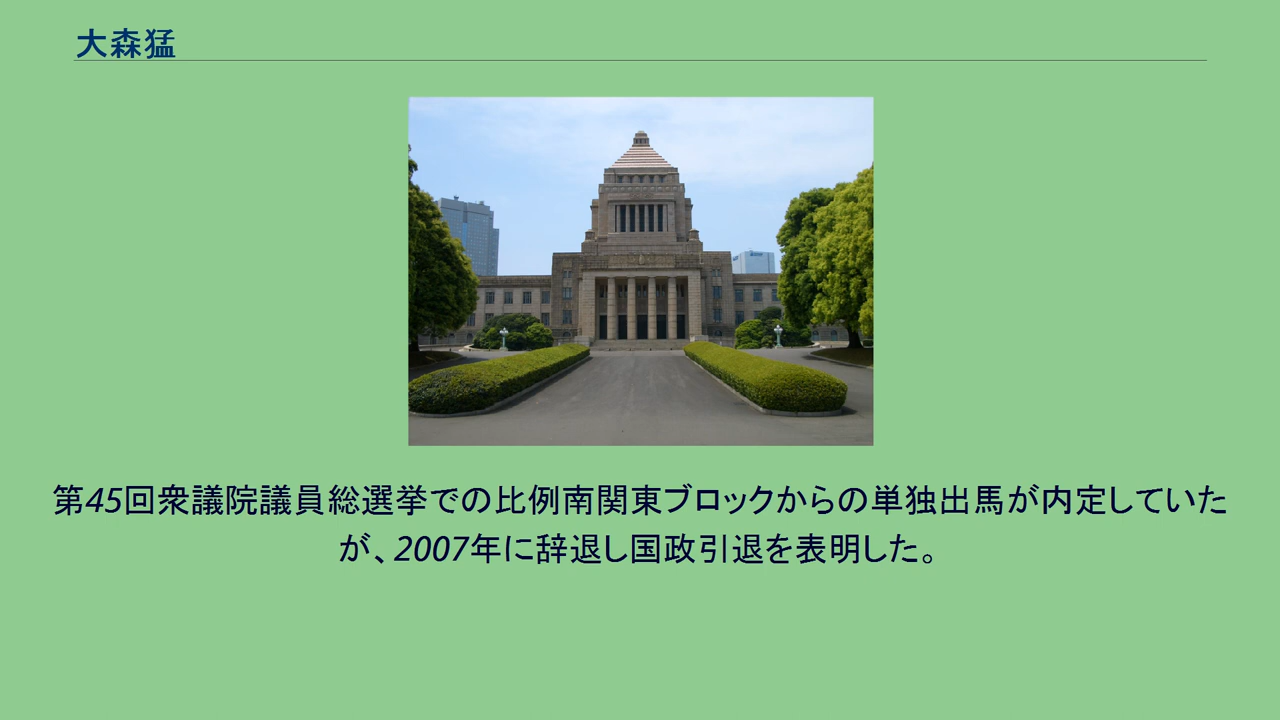 大森猛
第45回衆議院議員総選挙での比例南関東ブロックからの単独出馬が内定していた
が、2007年に辞退し国政引退を表明した。